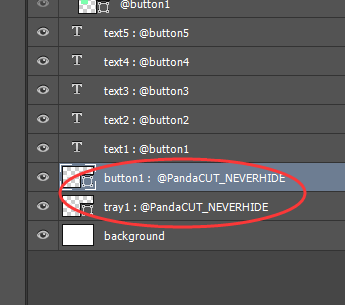 @button1
T text5 : @button5
T text4 : @button4
T text3 : @button3
T text2 : @button2
T text1 : @button1
button1 : @PandaCUT_NEVERHIDE
tray1 : @PandaCUT_NEVERHIDE
background